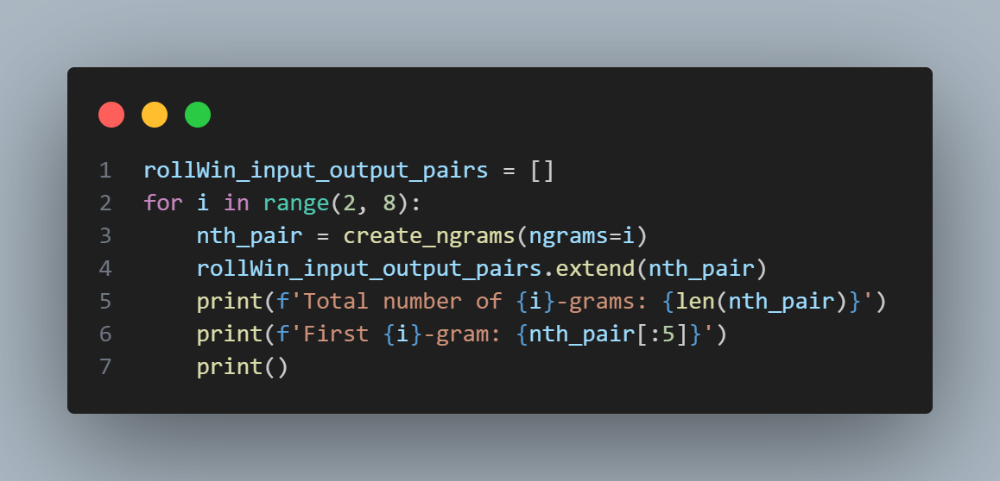 1 rollWin_input_output_pairs = []
2 for i in range(2, 8):
3     nth_pair = create_ngrams(ngrams=i)
4     rollWin_input_output_pairs.extend(nth_pair)
5     print(f'Total number of {i}-grams: {len(nth_pair)}')
6     print(f'First {i}-gram: {nth_pair[:5]}')
7     print()